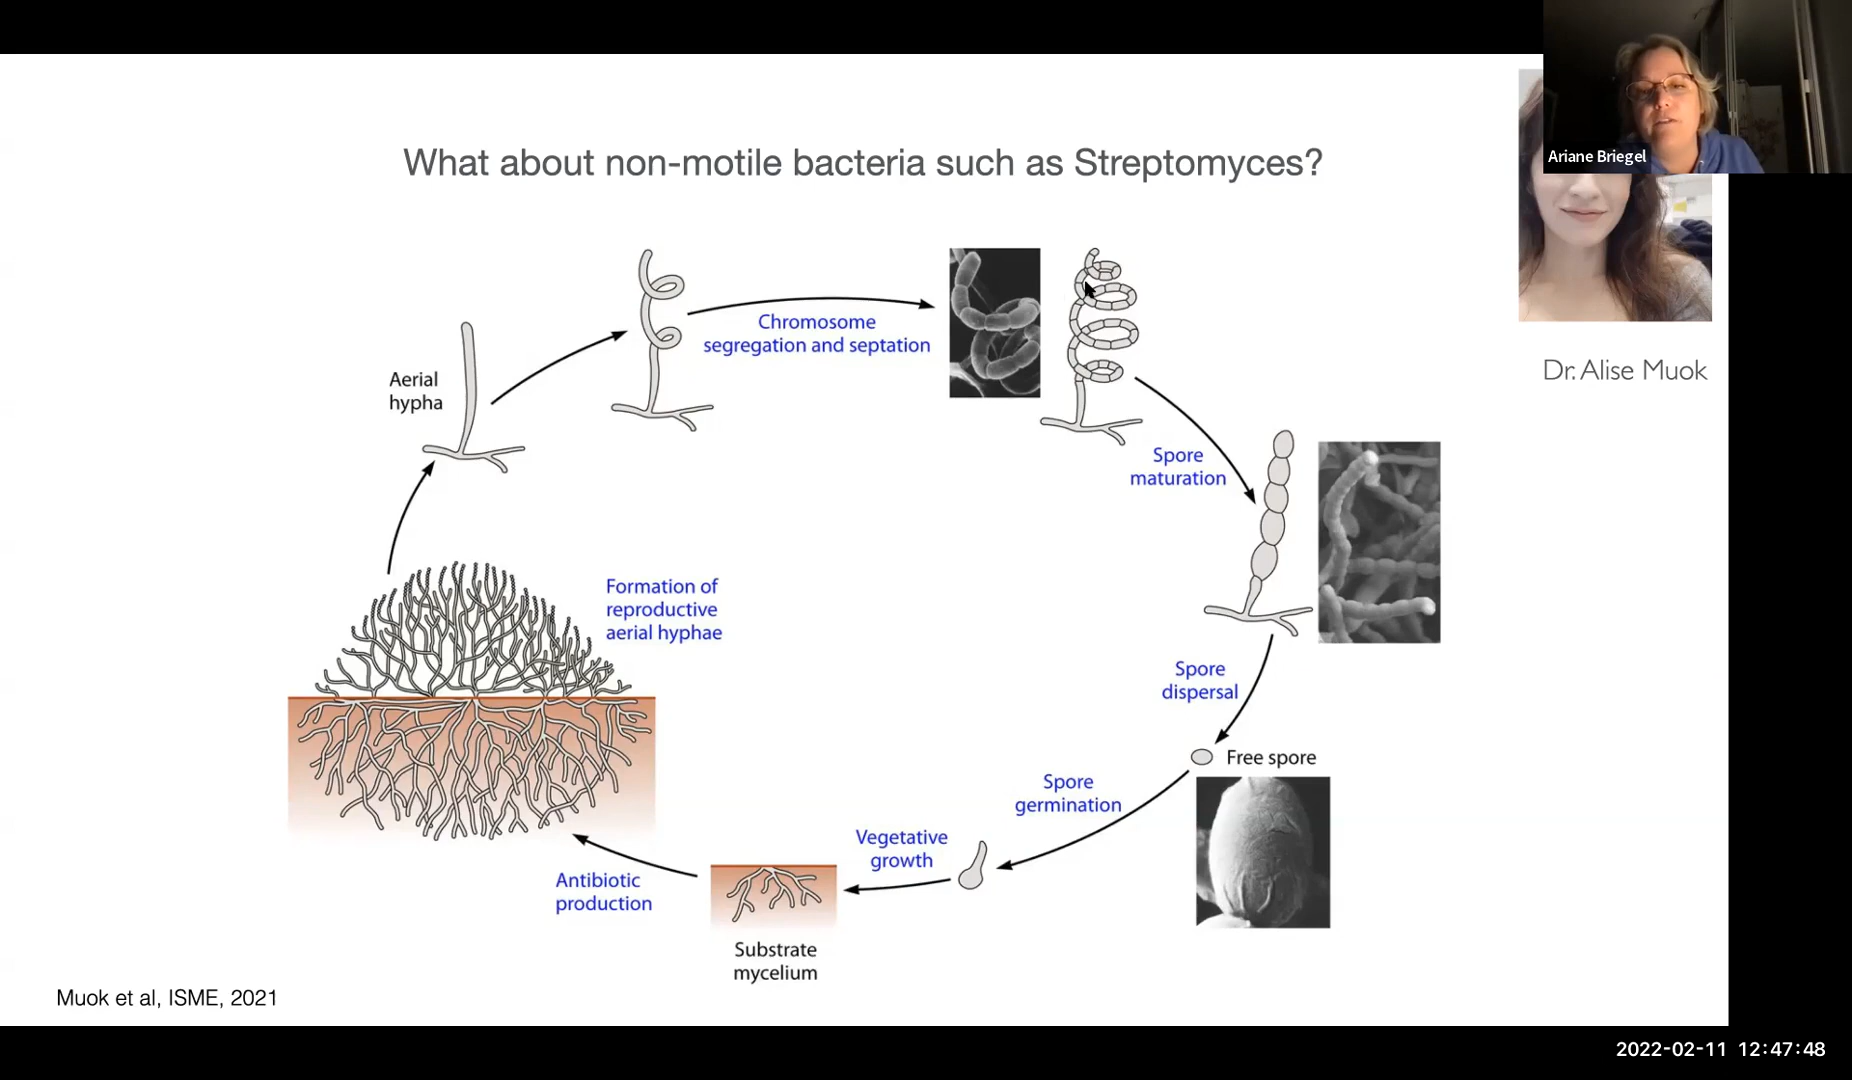 Ariane Briegel
What about non-motile bacteria such as Streptomyces?
Dr. Alise Muok
Aerial
hypha
Chromosome
segregation and septation
Spore
maturation
Spore
dispersal
Free spore
Spore
germination
Vegetative
growth
Substrate
mycelium
Antibiotic
production
Formation of
reproductive
aerial hyphae
Muok et al, ISME, 2021
2022-02-11 12:47:48